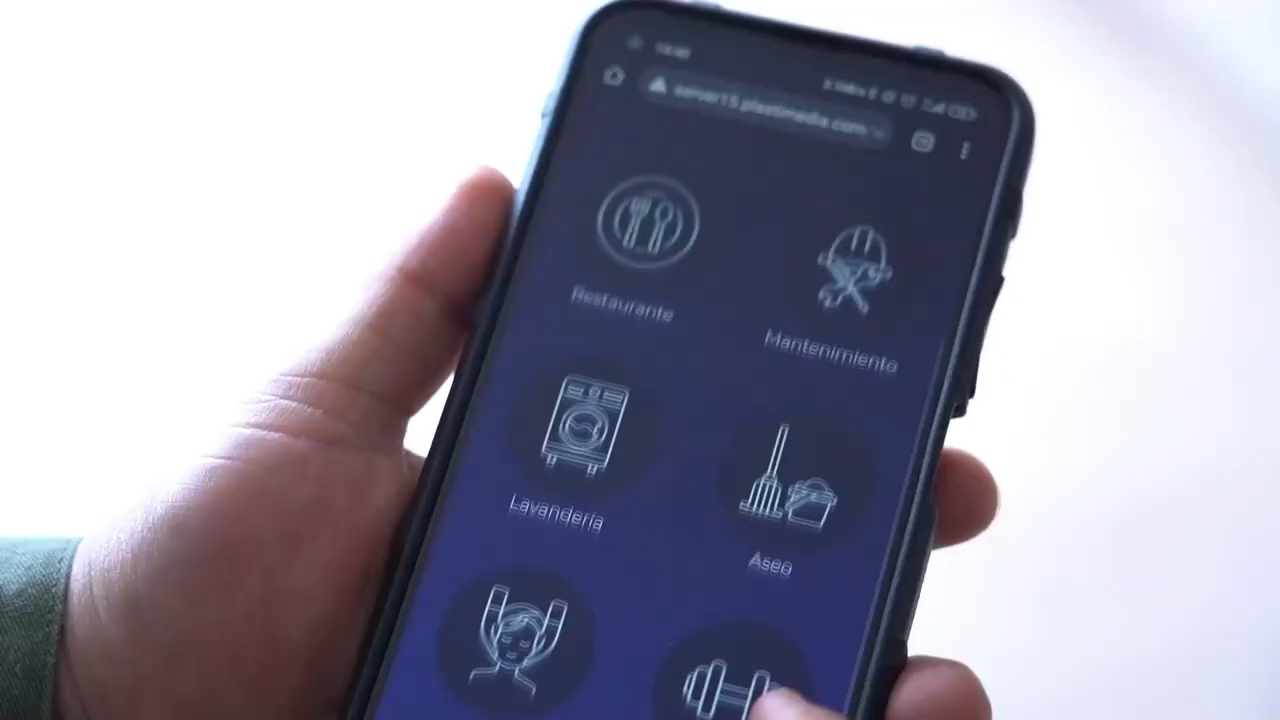 server15.plastimedia.com
Restaurante
Mantenimiento
Lavandería
Aseo